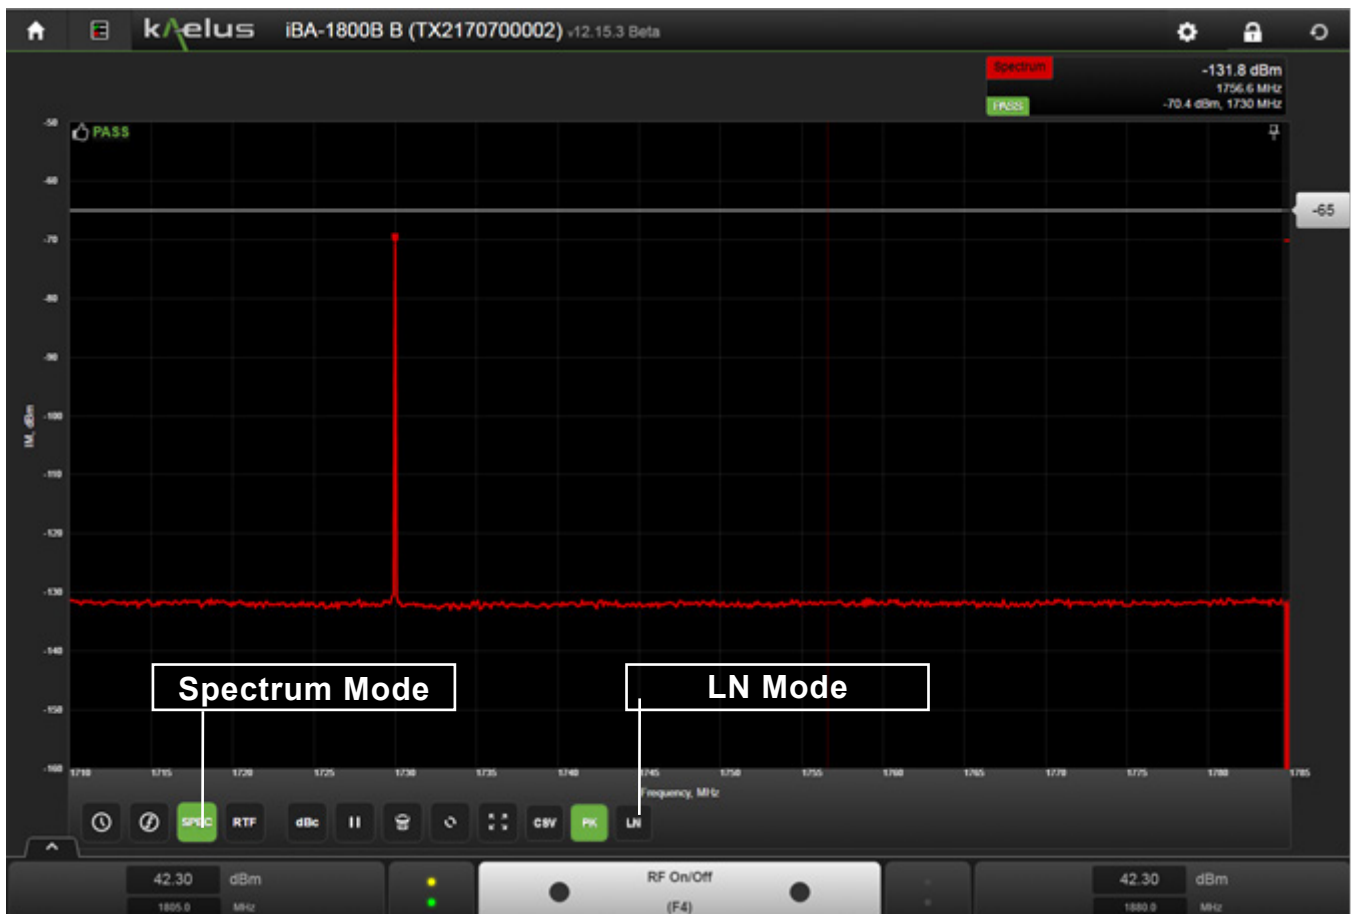 kaelus iBA-1800B B (TX2170700002) v12.15.3 Beta
Spectrum -131.8 dBm
1756.6 MHz
PASS -70.4 dBm, 1730 MHz
PASS
-50
-60
-65
-70
-80
-90
-100
IM, dBm
-110
-120
-130
-140
Spectrum Mode LN Mode
-150
-160
1710 1715 1720 1725 1730 1735 1740 1745 1750 1755 1760 1765 1770 1775 1780 1785
Frequency, MHz
SPEC RTF dBc CSV PK LN
42.30 dBm RF On/Off 42.30 dBm
1805.0 MHz (F4) 1880.0 MHz